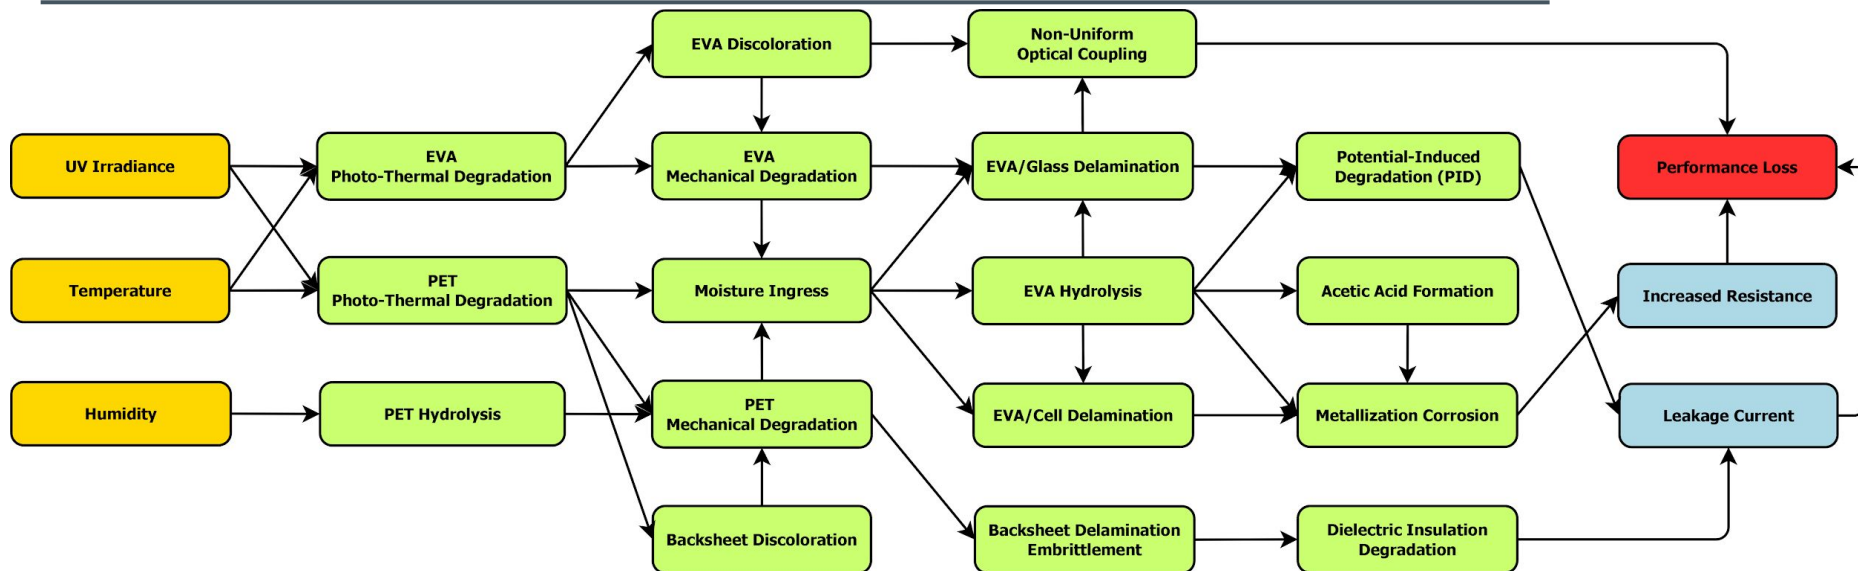 EVA Discoloration
Non-Uniform
Optical Coupling
UV Irradiance
EVA
Photo-Thermal Degradation
EVA
Mechanical Degradation
EVA/Glass Delamination
Potential-Induced
Degradation (PID)
Performance Loss
Temperature
PET
Photo-Thermal Degradation
Moisture Ingress
EVA Hydrolysis
Acetic Acid Formation
Increased Resistance
Humidity
PET Hydrolysis
PET
Mechanical Degradation
EVA/Cell Delamination
Metallization Corrosion
Leakage Current
Backsheet Discoloration
Backsheet Delamination
Embrittlement
Dielectric Insulation
Degradation